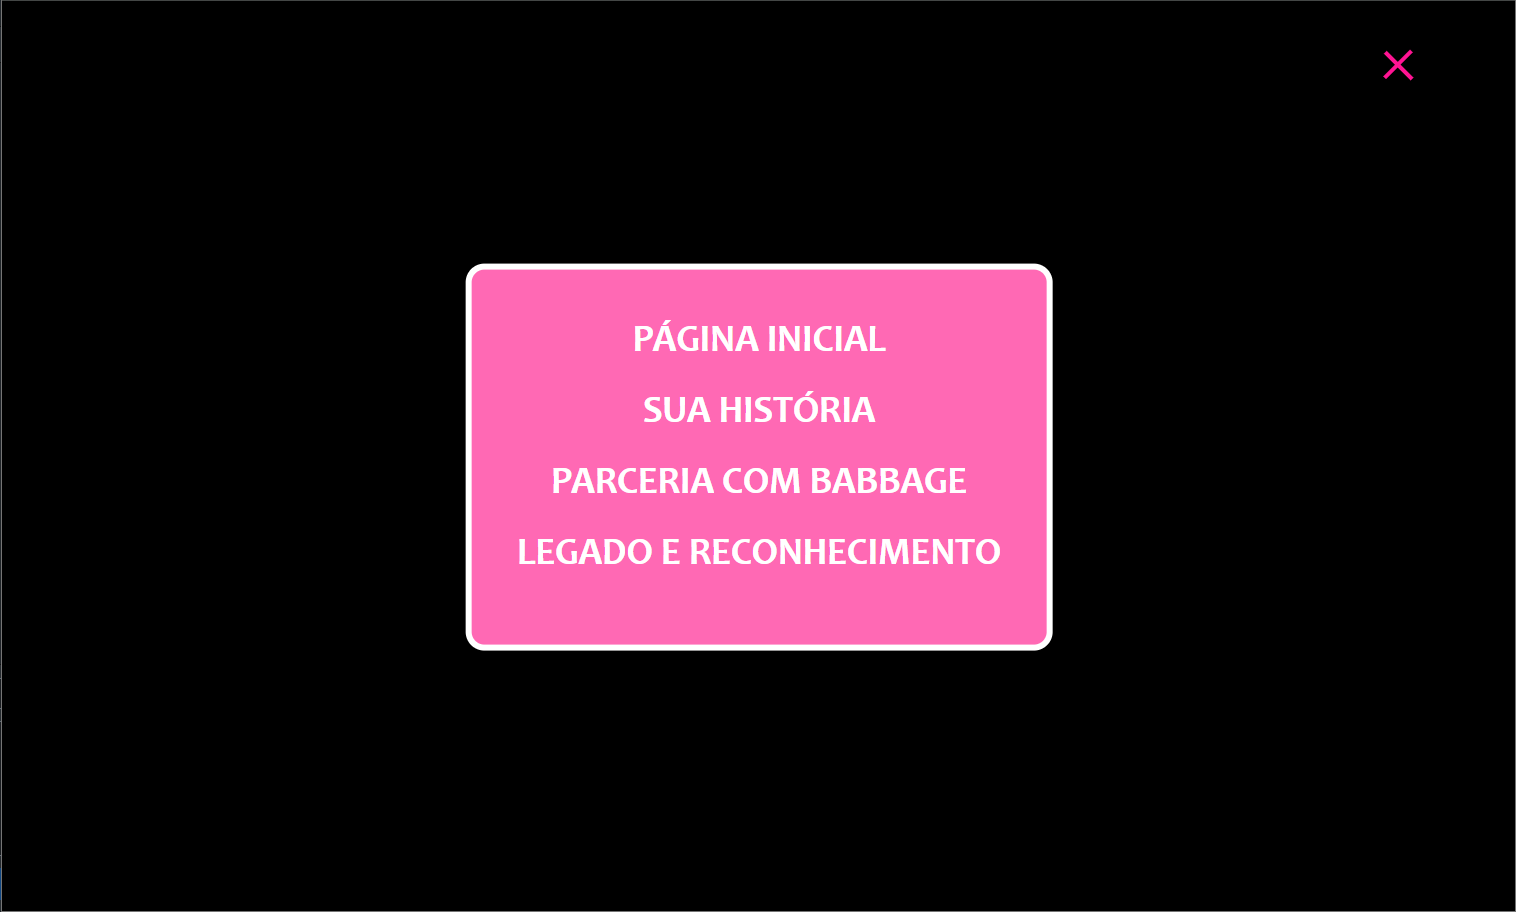 PÁGINA INICIAL
SUA HISTÓRIA
PARCERIA COM BABBAGE
LEGADO E RECONHECIMENTO